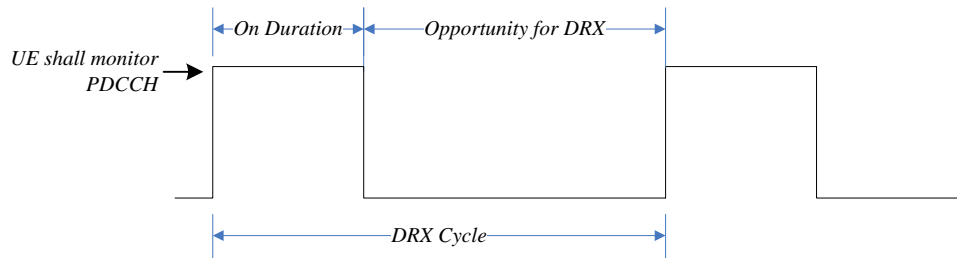 On Duration
Opportunity for DRX
UE shall monitor
PDCCH
DRX Cycle